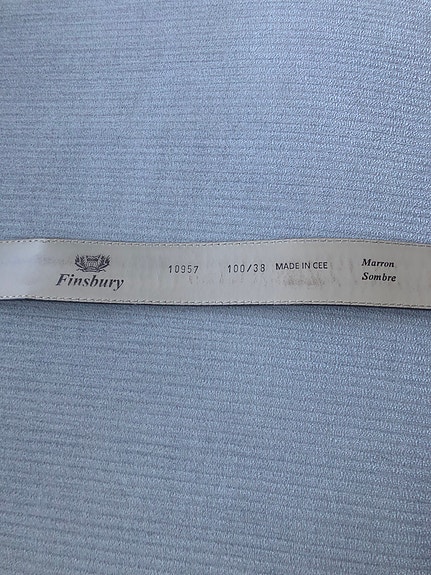 Finsbury
10957
100/38
MADE IN CEE
Marron
Sombre